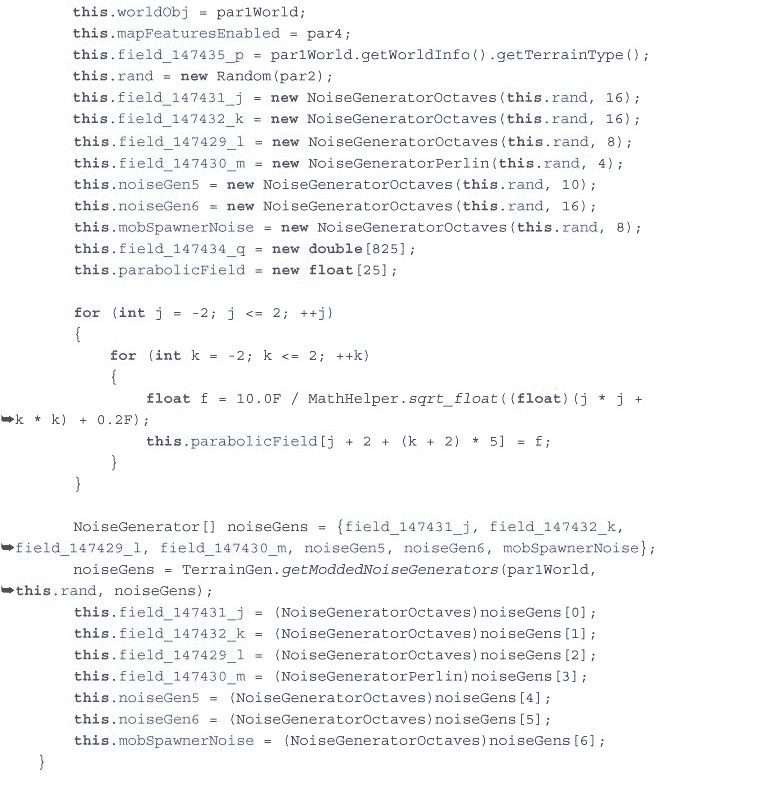 this.worldObj = par1World;
        this.mapFeaturesEnabled = par4;
        this.field_147435_p = par1World.getWorldInfo().getTerrainType();
        this.rand = new Random(par2);
        this.field_147431_j = new NoiseGeneratorOctaves(this.rand, 16);
        this.field_147432_k = new NoiseGeneratorOctaves(this.rand, 16);
        this.field_147429_l = new NoiseGeneratorOctaves(this.rand, 8);
        this.field_147430_m = new NoiseGeneratorPerlin(this.rand, 4);
        this.noiseGen5 = new NoiseGeneratorOctaves(this.rand, 10);
        this.noiseGen6 = new NoiseGeneratorOctaves(this.rand, 16);
        this.mobSpawnerNoise = new NoiseGeneratorOctaves(this.rand, 8);
        this.field_147434_q = new double[825];
        this.parabolicField = new float[25];

        for (int j = -2; j <= 2; ++j)
        {
            for (int k = -2; k <= 2; ++k)
            {
                float f = 10.0F / MathHelper.sqrt_float((float)(j * j +
➥k * k) + 0.2F);
                this.parabolicField[j + 2 + (k + 2) * 5] = f;
            }
        }

        NoiseGenerator[] noiseGens = {field_147431_j, field_147432_k,
➥field_147429_l, field_147430_m, noiseGen5, noiseGen6, mobSpawnerNoise};
        noiseGens = TerrainGen.getModdedNoiseGenerators(par1World,
➥this.rand, noiseGens);
        this.field_147431_j = (NoiseGeneratorOctaves)noiseGens[0];
        this.field_147432_k = (NoiseGeneratorOctaves)noiseGens[1];
        this.field_147429_l = (NoiseGeneratorOctaves)noiseGens[2];
        this.field_147430_m = (NoiseGeneratorPerlin)noiseGens[3];
        this.noiseGen5 = (NoiseGeneratorOctaves)noiseGens[4];
        this.noiseGen6 = (NoiseGeneratorOctaves)noiseGens[5];
        this.mobSpawnerNoise = (NoiseGeneratorOctaves)noiseGens[6];
    }